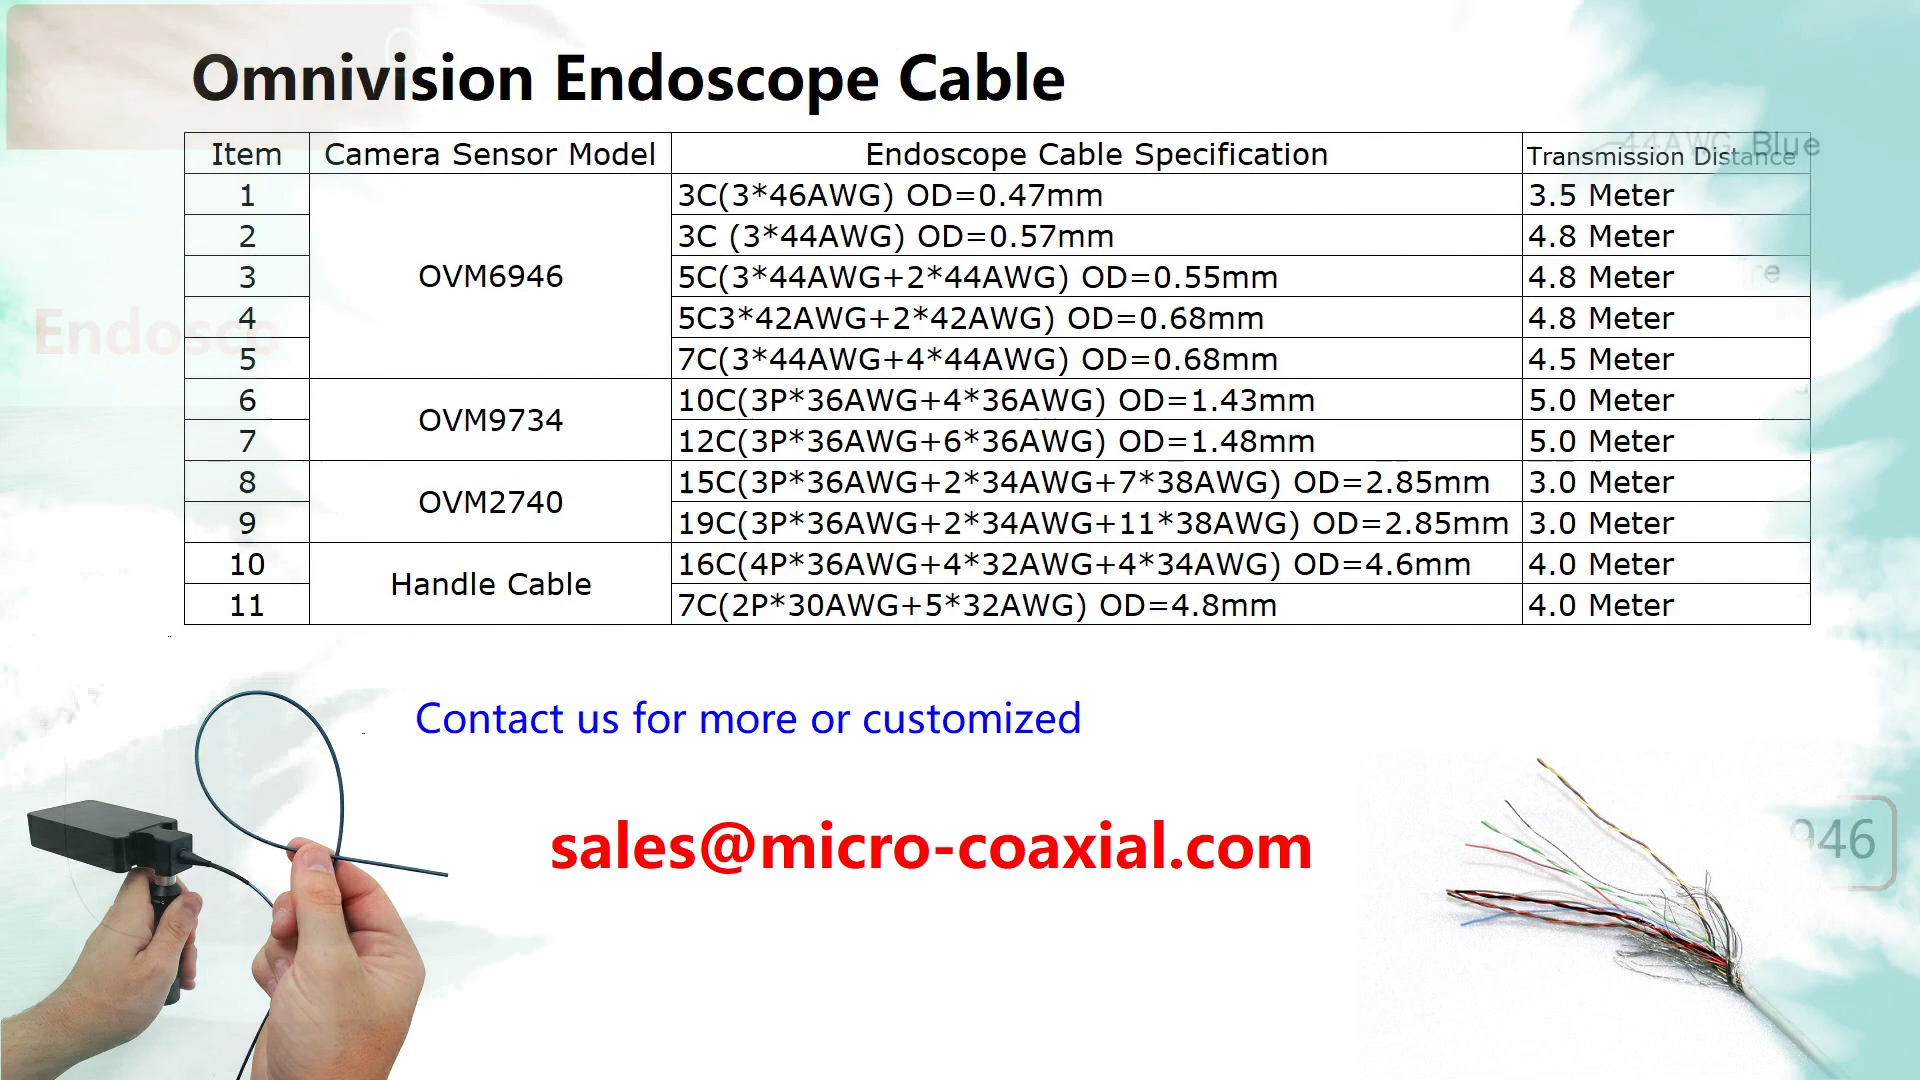 Omnivision Endoscope Cable
44AWG Blue
Item Camera Sensor Model Endoscope Cable Specification Transmission Distance
1 3C(3*46AWG) OD=0.47mm 3.5 Meter
2 3C (3*44AWG) OD=0.57mm 4.8 Meter
3 OVM6946 5C(3*44AWG+2*44AWG) OD=0.55mm 4.8 Meter
4 5C3*42AWG+2*42AWG) OD=0.68mm 4.8 Meter
Endosco
5 7C(3*44AWG+4*44AWG) OD=0.68mm 4.5 Meter
6 10C(3P*36AWG+4*36AWG) OD=1.43mm 5.0 Meter
OVM9734
7 12C(3P*36AWG+6*36AWG) OD=1.48mm 5.0 Meter
8 15C(3P*36AWG+2*34AWG+7*38AWG) OD=2.85mm 3.0 Meter
OVM2740
9 19C(3P*36AWG+2*34AWG+11*38AWG) OD=2.85mm 3.0 Meter
10 16C(4P*36AWG+4*32AWG+4*34AWG) OD=4.6mm 4.0 Meter
Handle Cable
11 7C(2P*30AWG+5*32AWG) OD=4.8mm 4.0 Meter
Contact us for more or customized
sales@micro-coaxial.com
946